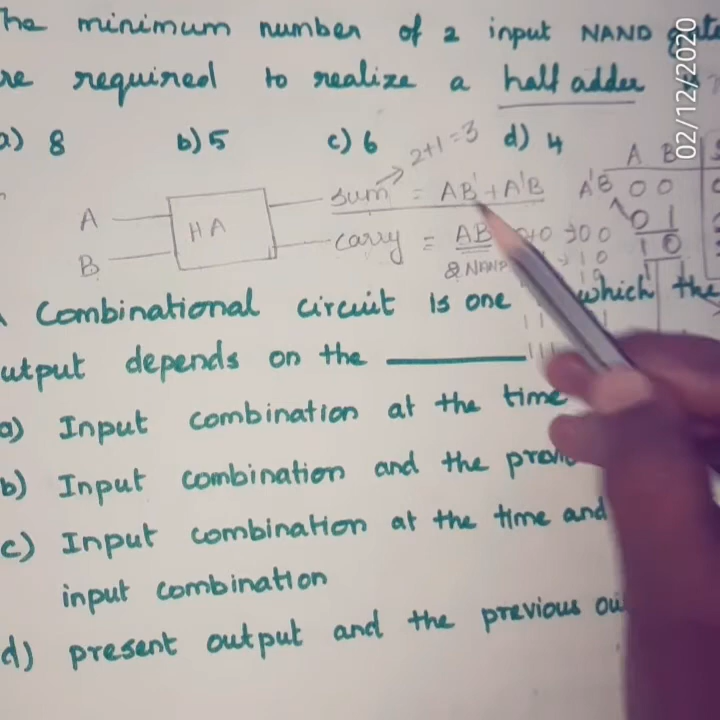 he minimum number of 2 input NAND gate
re required to realize a half adder
a) 8 b) 5 c) 6 d) 4
2+1=3
A B
sum = AB' + A'B A'B 0 0
A HA 0 1
carry = AB 1 0
B & NAND
Combinational circuit is one which the
utput depends on the
a) Input combination at the time
b) Input combination and the
c) Input combination at the time and
input combination
d) present output and the previous
02/12/2020